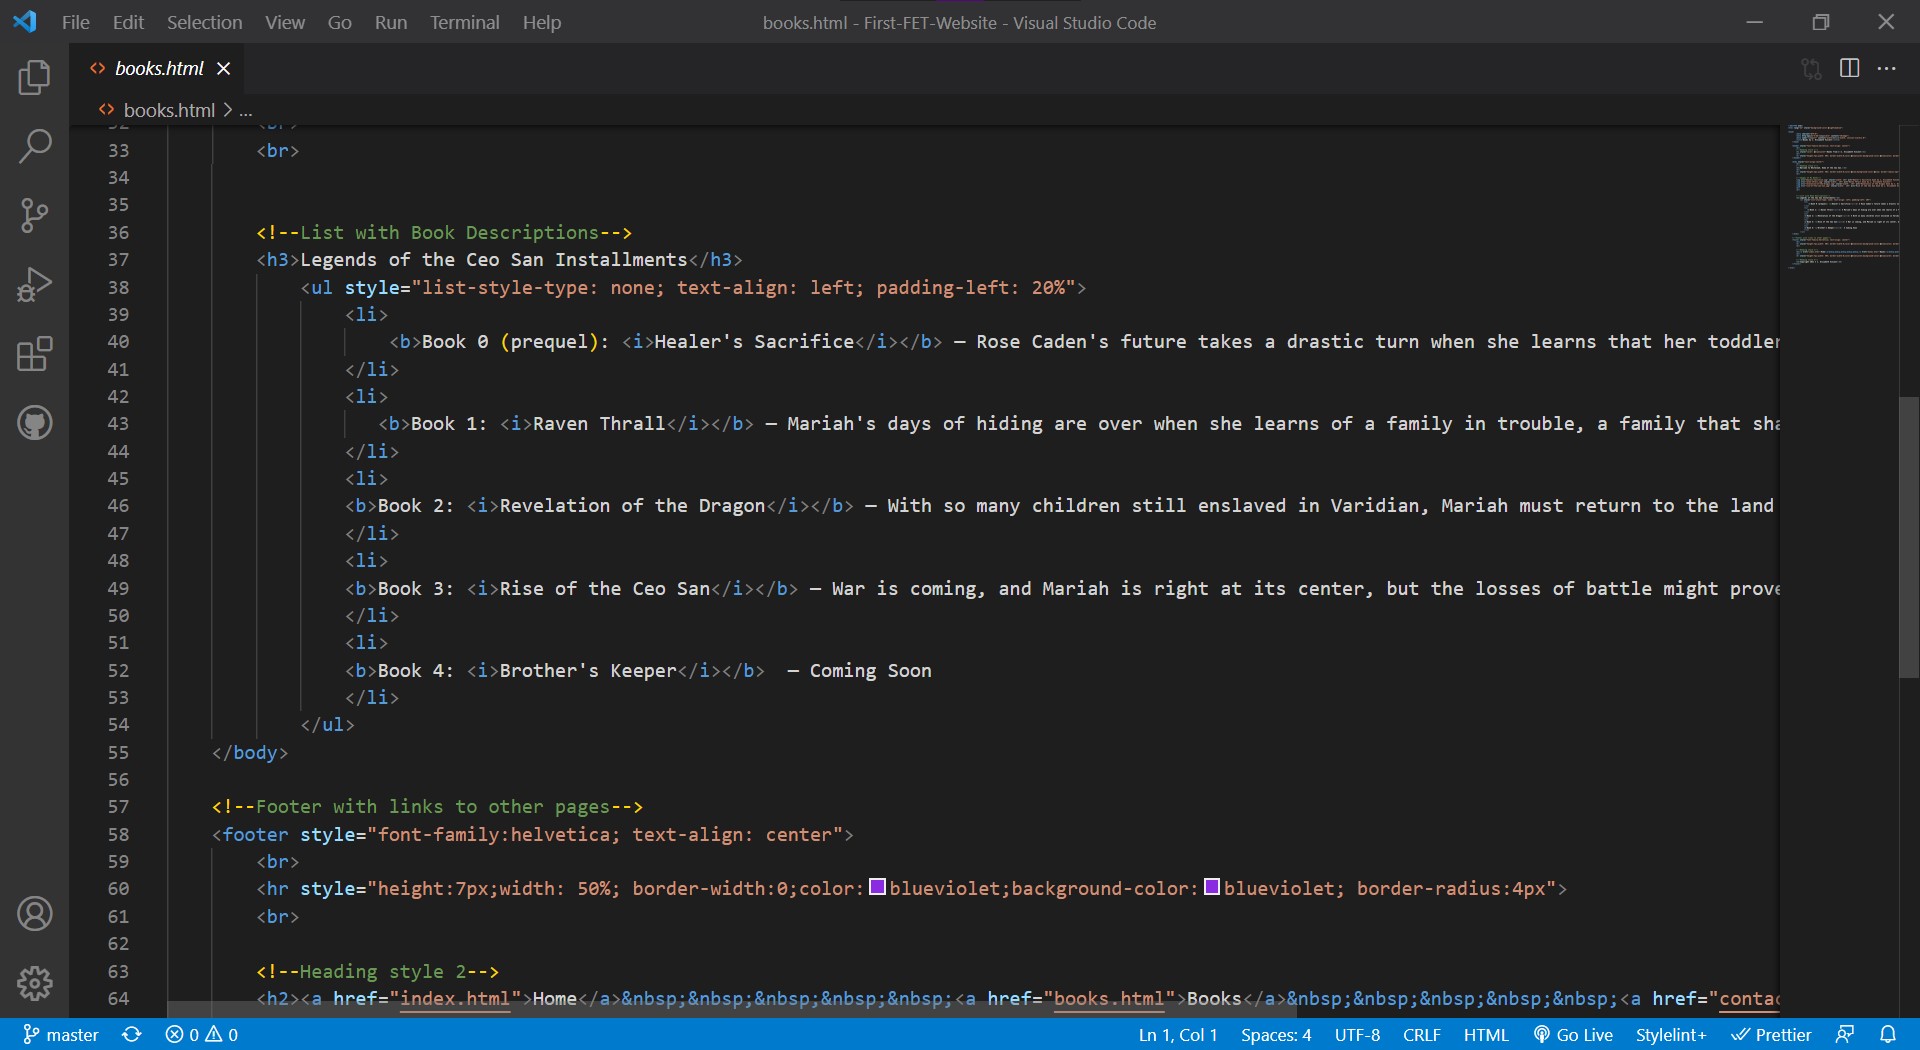 File Edit Selection View Go Run Terminal Help books.html - First-FET-Website - Visual Studio Code
books.html
books.html > ...
32 <br>
33 <br>
34
35
36 <!--List with Book Descriptions-->
37 <h3>Legends of the Ceo San Installments</h3>
38 <ul style="list-style-type: none; text-align: left; padding-left: 20%">
39 <li>
40 <b>Book 0 (prequel): <i>Healer's Sacrifice</i></b> — Rose Caden's future takes a drastic turn when she learns that her toddler
41 </li>
42 <li>
43 <b>Book 1: <i>Raven Thrall</i></b> — Mariah's days of hiding are over when she learns of a family in trouble, a family that sha
44 </li>
45 <li>
46 <b>Book 2: <i>Revelation of the Dragon</i></b> — With so many children still enslaved in Varidian, Mariah must return to the land
47 </li>
48 <li>
49 <b>Book 3: <i>Rise of the Ceo San</i></b> — War is coming, and Mariah is right at its center, but the losses of battle might prove
50 </li>
51 <li>
52 <b>Book 4: <i>Brother's Keeper</i></b>  — Coming Soon
53 </li>
54 </ul>
55 </body>
56
57 <!--Footer with links to other pages-->
58 <footer style="font-family:helvetica; text-align: center">
59 <br>
60 <hr style="height:7px;width: 50%; border-width:0;color:blueviolet;background-color:blueviolet; border-radius:4px">
61 <br>
62
63 <!--Heading style 2-->
64 <h2><a href="index.html">Home</a>&nbsp;&nbsp;&nbsp;&nbsp;&nbsp;<a href="books.html">Books</a>&nbsp;&nbsp;&nbsp;&nbsp;&nbsp;<a href="contac
master 0 0 Ln 1, Col 1 Spaces: 4 UTF-8 CRLF HTML Go Live Stylelint+ Prettier